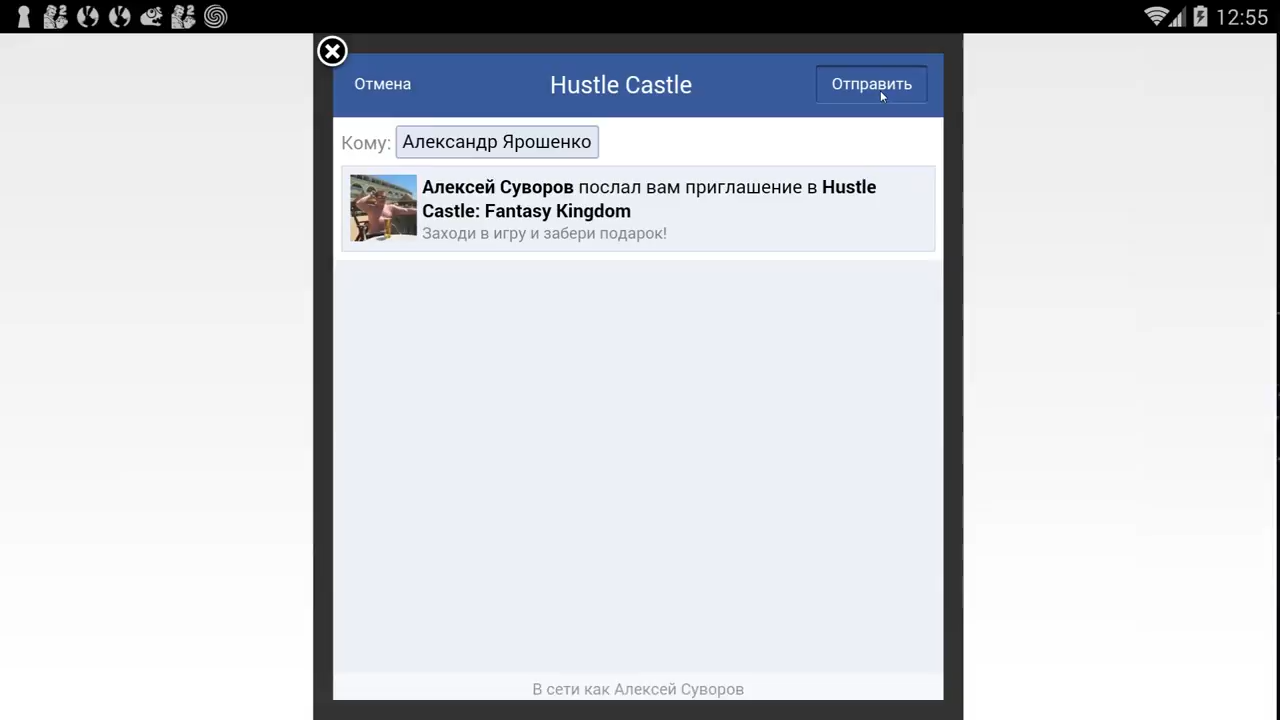 12:55
Отмена
Hustle Castle
Отправить
Кому: Александр Ярошенко
Алексей Суворов послал вам приглашение в Hustle
Castle: Fantasy Kingdom
Заходи в игру и забери подарок!
В сети как Алексей Суворов